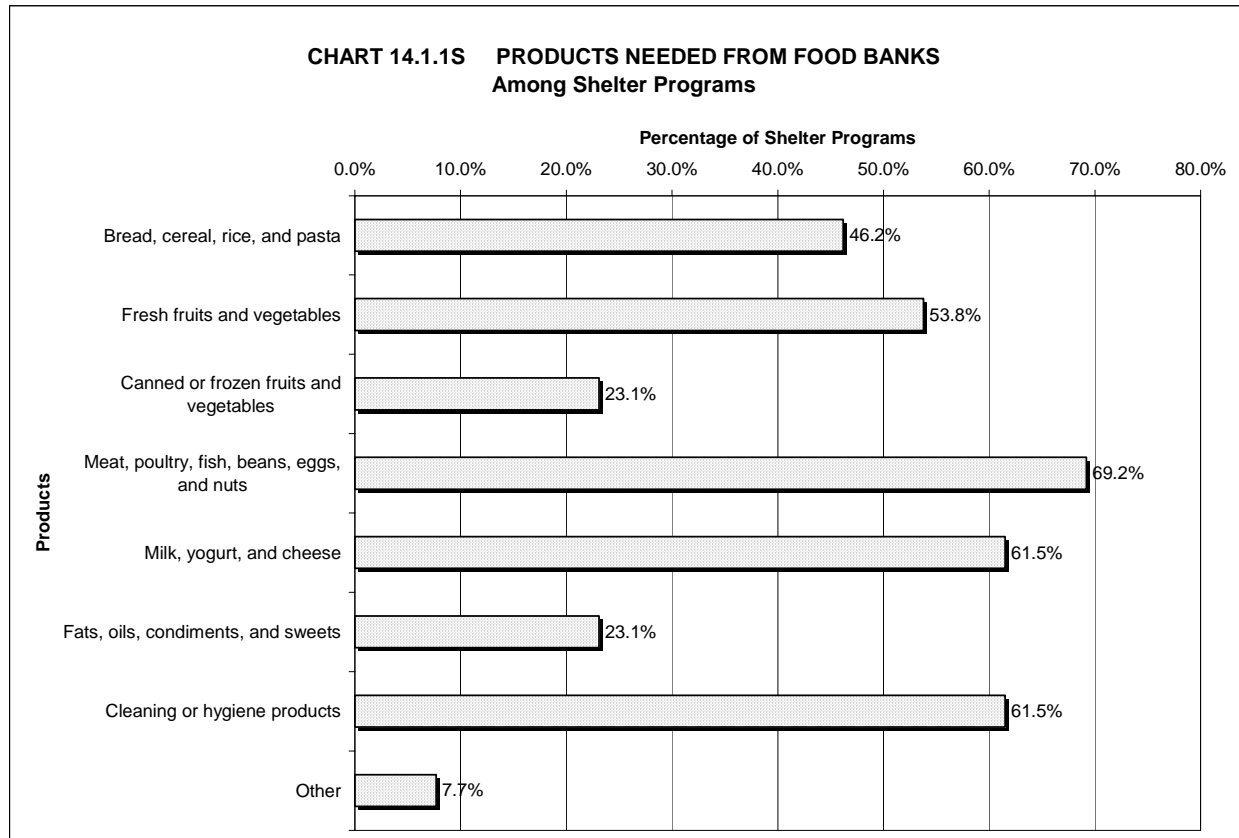 CHART 14.1.1S PRODUCTS NEEDED FROM FOOD BANKS
Among Shelter Programs
Percentage of Shelter Programs
0.0% 10.0% 20.0% 30.0% 40.0% 50.0% 60.0% 70.0% 80.0%
Products
Bread, cereal, rice, and pasta 46.2%
Fresh fruits and vegetables 53.8%
Canned or frozen fruits and
vegetables
23.1%
Meat, poultry, fish, beans, eggs,
and nuts
69.2%
Milk, yogurt, and cheese 61.5%
Fats, oils, condiments, and sweets 23.1%
Cleaning or hygiene products 61.5%
Other 7.7%